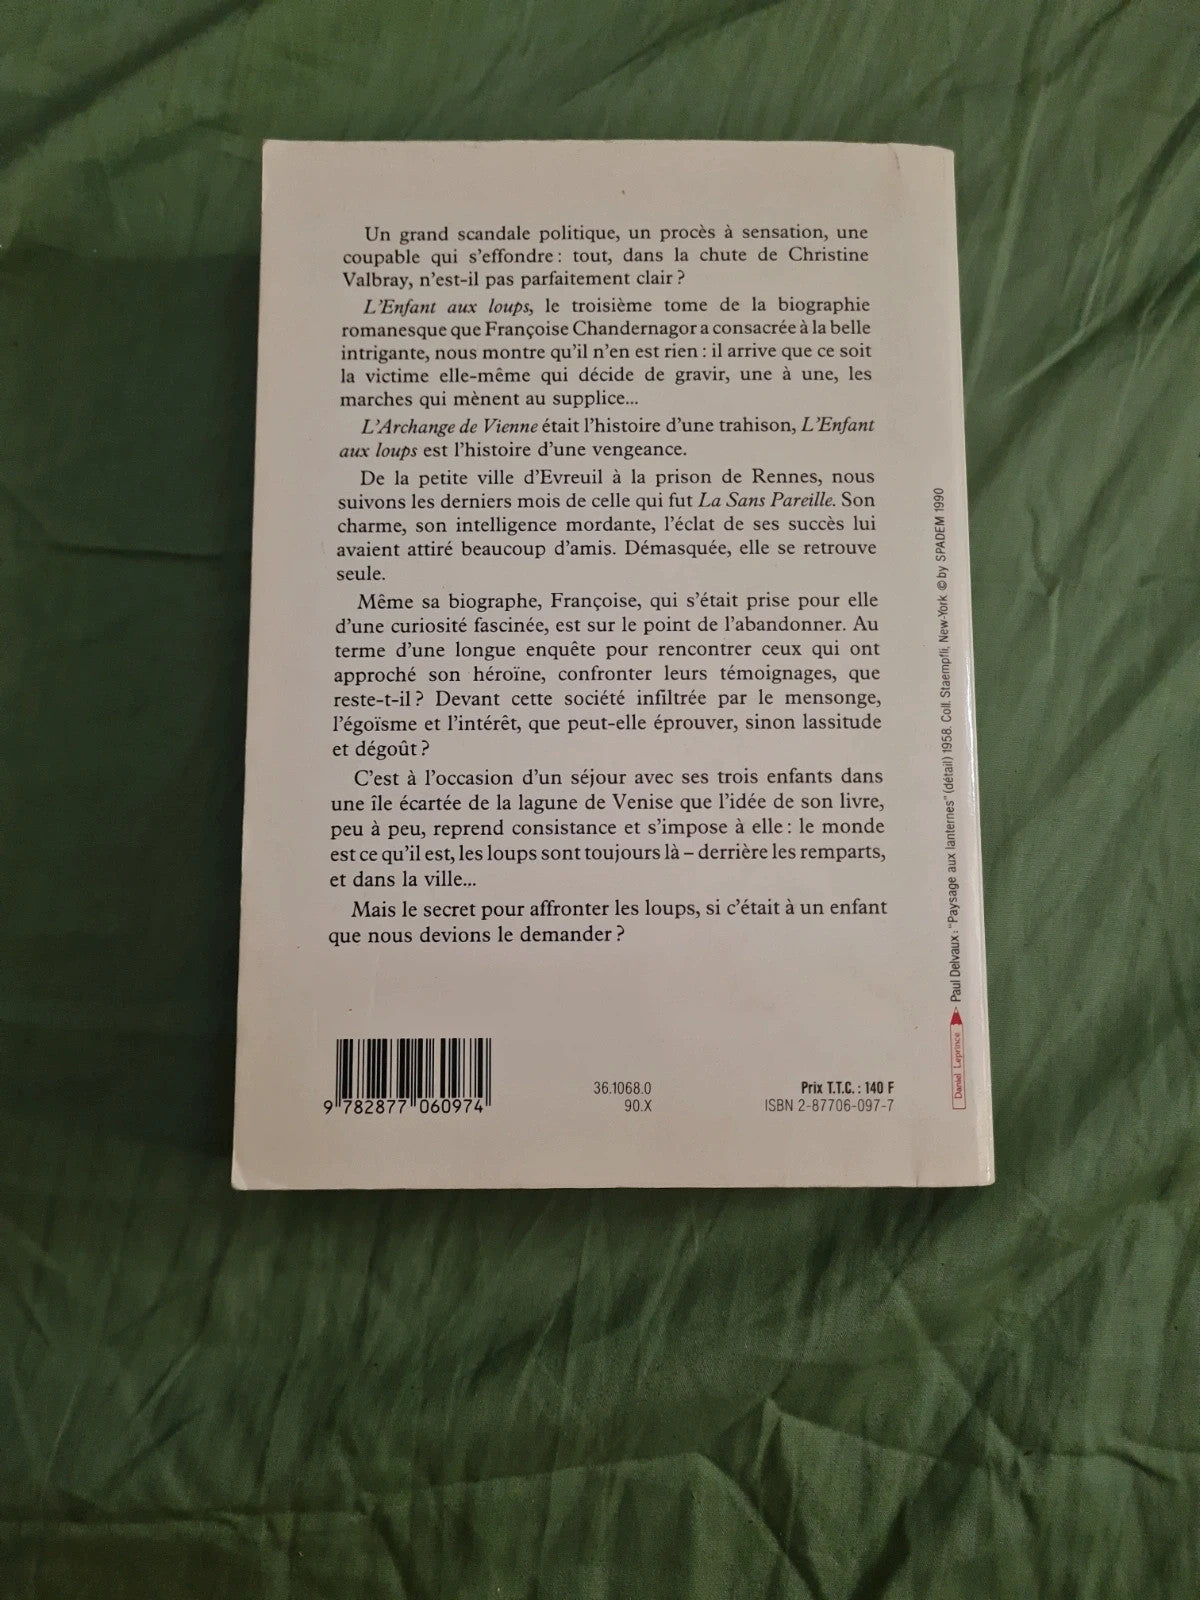 Un grand scandale politique, un procès à sensation, une
coupable qui s'effondre : tout, dans la chute de Christine
Valbray, n'est-il pas parfaitement clair ?
L'Enfant aux loups, le troisième tome de la biographie
romanesque que Françoise Chandernagor a consacrée à la belle
intrigante, nous montre qu'il n'en est rien : il arrive que ce soit
la victime elle-même qui décide de gravir, une à une, les
marches qui mènent au supplice...
L'Archange de Vienne était l'histoire d'une trahison, L'Enfant
aux loups est l'histoire d'une vengeance.
De la petite ville d'Evreuil à la prison de Rennes, nous
suivons les derniers mois de celle qui fut La Sans Pareille. Son
charme, son intelligence mordante, l'éclat de ses succès lui
avaient attiré beaucoup d'amis. Démasquée, elle se retrouve
seule.
Même sa biographe, Françoise, qui s'était prise pour elle
d'une curiosité fascinée, est sur le point de l'abandonner. Au
terme d'une longue enquête pour rencontrer ceux qui ont
approché son héroïne, confronter leurs témoignages, que
reste-t-il ? Devant cette société infiltrée par le mensonge,
l'égoïsme et l'intérêt, que peut-elle éprouver, sinon lassitude
et dégoût ?
C'est à l'occasion d'un séjour avec ses trois enfants dans
une île écartée de la lagune de Venise que l'idée de son livre,
peu à peu, reprend consistance et s'impose à elle : le monde
est ce qu'il est, les loups sont toujours là – derrière les remparts,
et dans la ville...
Mais le secret pour affronter les loups, si c'était à un enfant
que nous devions le demander ?
9 782877 060974
36.1068.0
90.X
Prix T.T.C. : 140 F
ISBN 2-87706-097-7
Daniel Leprince
Paul Delvaux : "Paysage aux lanternes" (détail) 1958. Coll. Staempfli, New-York © by SPADEM 1990